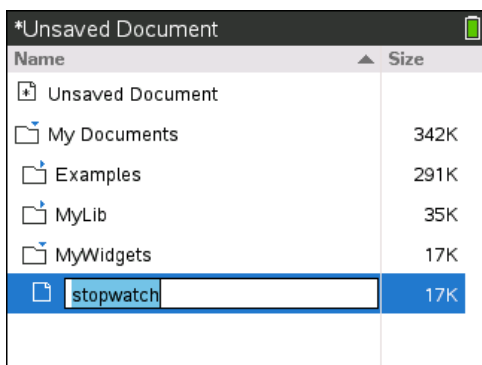 *Unsaved Document
Name Size
Unsaved Document
My Documents 342K
Examples 291K
MyLib 35K
MyWidgets 17K
stopwatch 17K